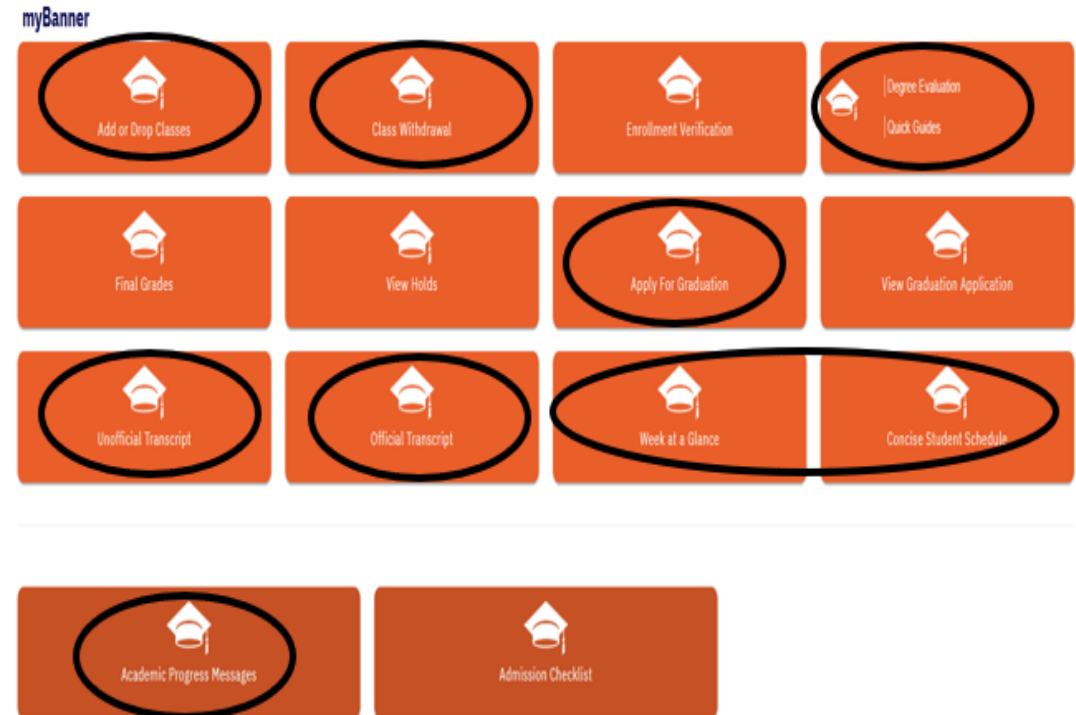 myBanner
Add or Drop Classes
Class Withdrawal
Enrollment Verification
Degree Evaluation
Quick Guides
Final Grades
View Holds
Apply For Graduation
View Graduation Application
Unofficial Transcript
Official Transcript
Week at a Glance
Concise Student Schedule
Academic Progress Messages
Admission Checklist